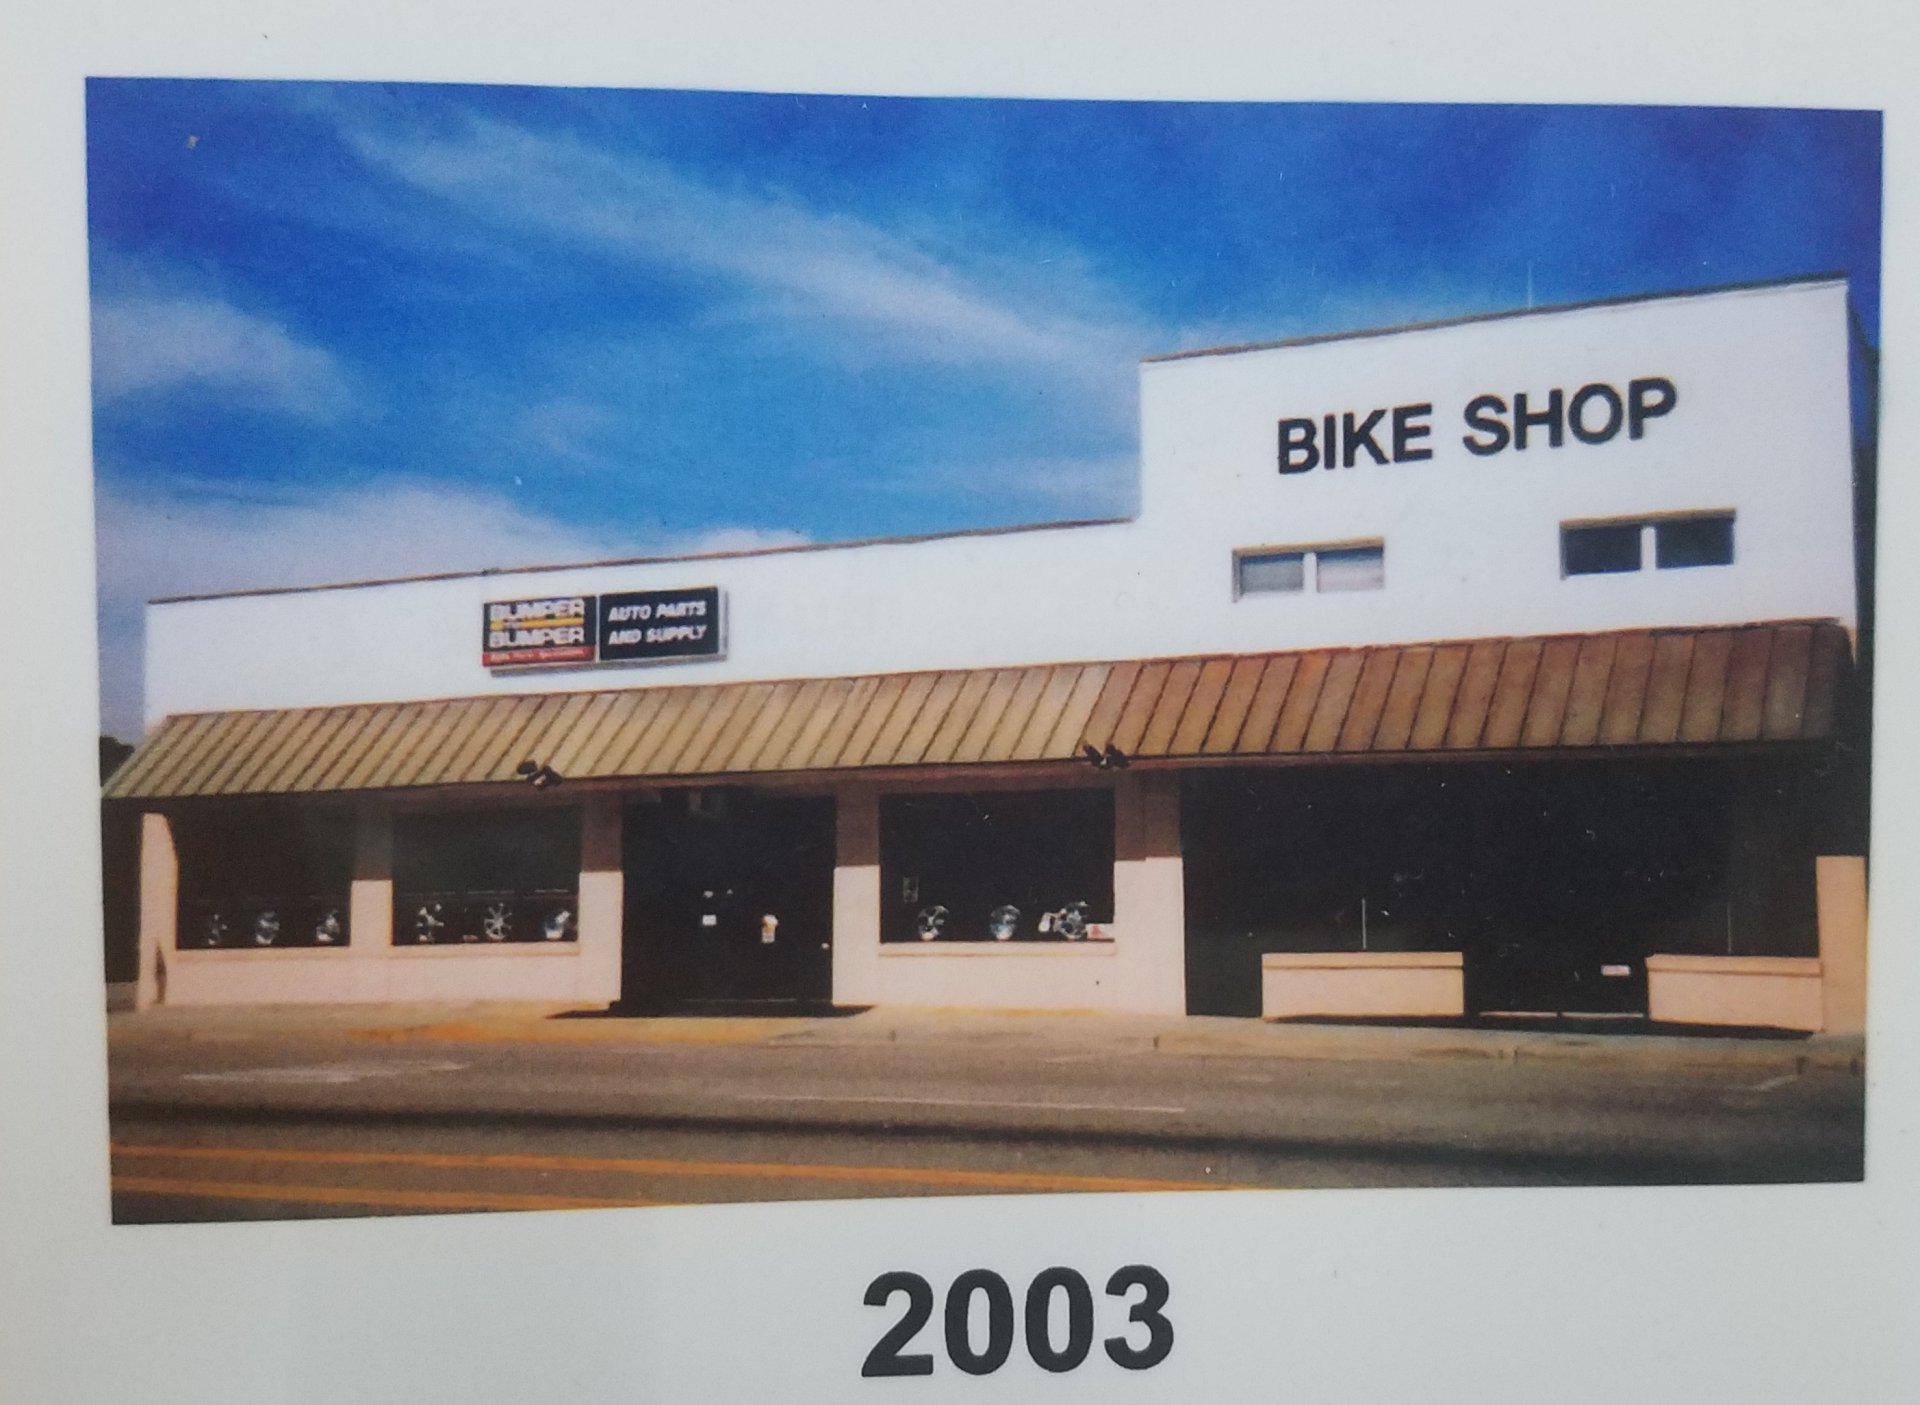 BIKE SHOP
BUMPER
BUMPER
AUTO PARTS
AND SUPPLY
2003